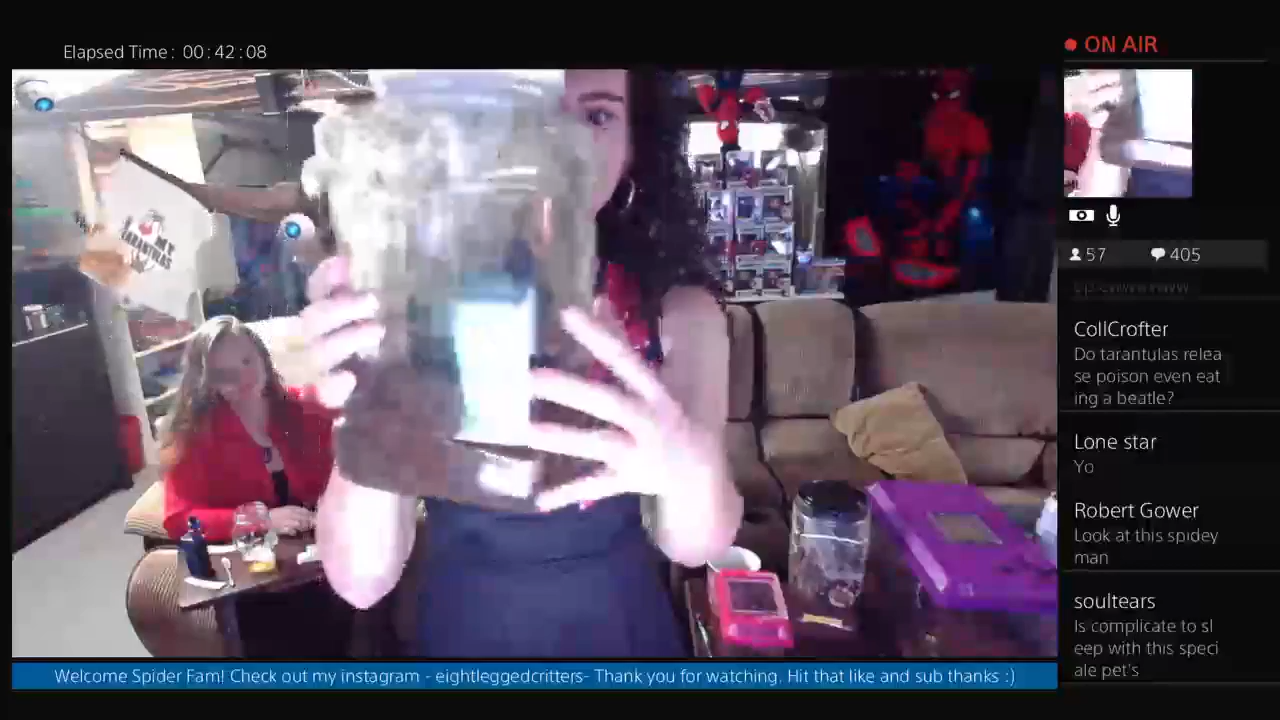 Elapsed Time: 00:42:08
ON AIR
57
405
CollCrofter
Do tarantulas relea
se poison even eat
ing a beatle?
Lone star
Yo
Robert Gower
Look at this spidey
man
soultears
Is complicate to sl
eep with this speci
ale pet's
MY
TARANTULAS
Welcome Spider Fam! Check out my instagram - eightleggedcritters- Thank you for watching. Hit that like and sub thanks :)